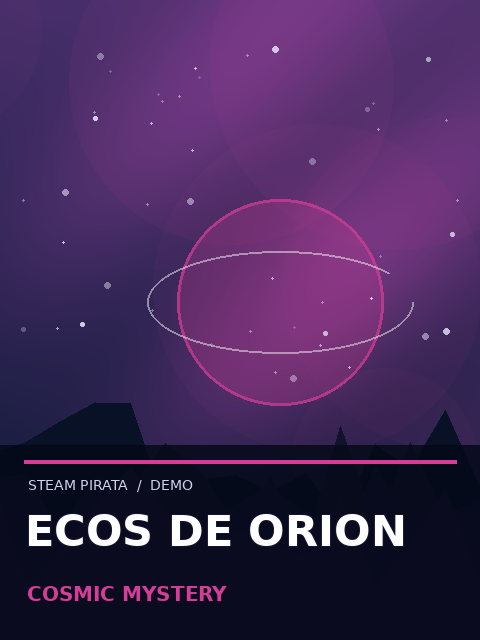 STEAM PIRATA / DEMO
ECOS DE ORION
COSMIC MYSTERY